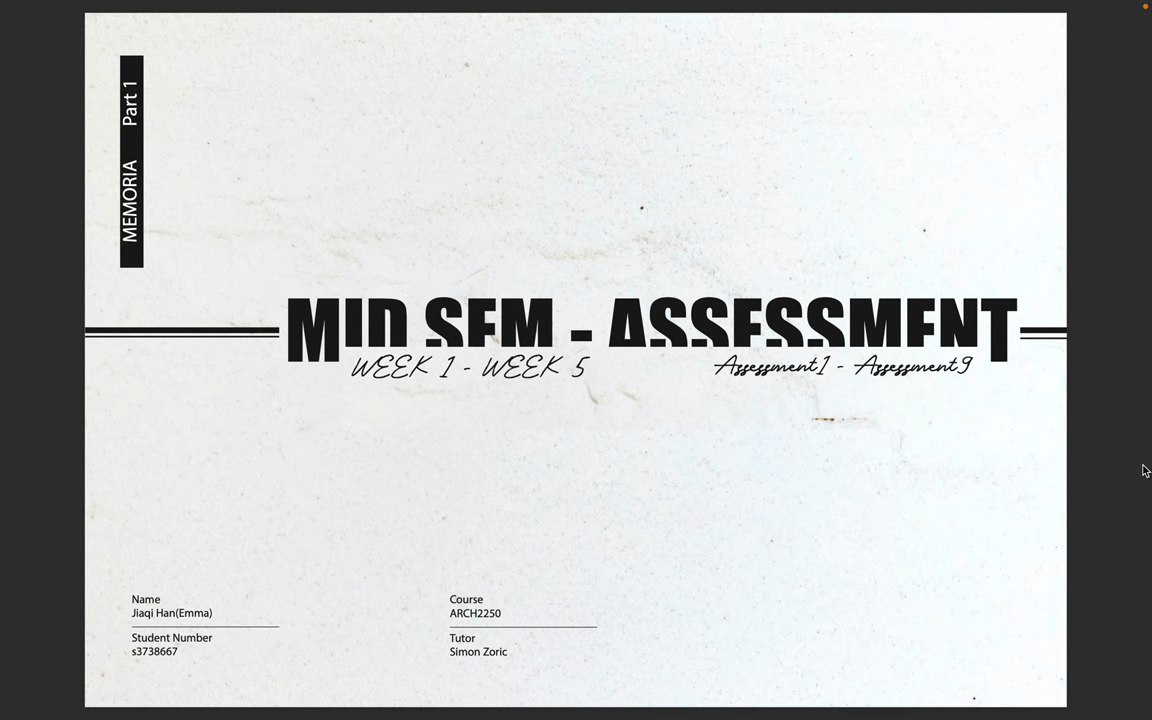 MEMORIA Part 1
MID SEM - ASSESSMENT
WEEK 1 - WEEK 5
Assessment1 - Assessment9
Name
Jiaqi Han(Emma)
Student Number
s3738667
Course
ARCH2250
Tutor
Simon Zoric